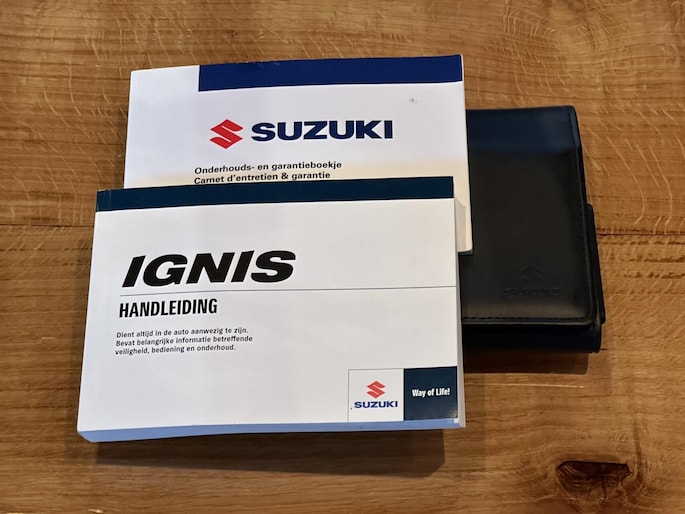 SUZUKI
Onderhouds- en garantieboekje
Carnet d'entretien & garantie
IGNIS
HANDLEIDING
Dient altijd in de auto aanwezig te zijn.
Bevat belangrijke informatie betreffende
veiligheid, bediening en onderhoud.
SUZUKI
Way of Life!
SUZUKI